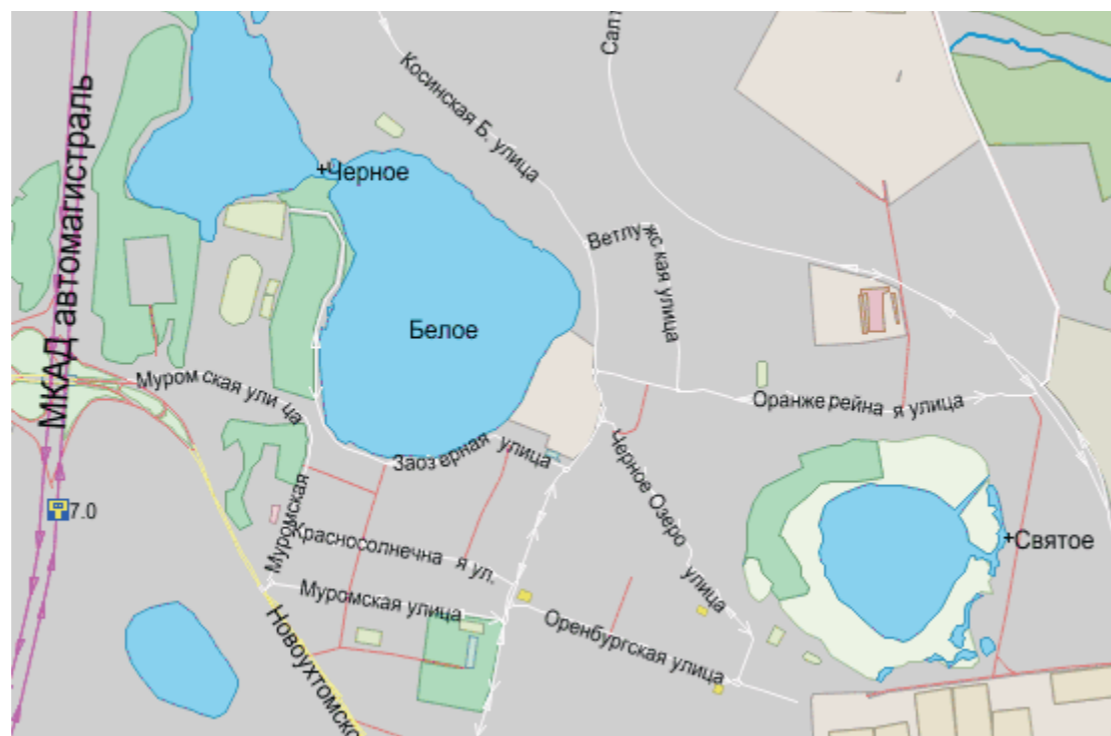 Салт
Косинская Б. улица
МКАД автомагистраль
Черное
Ветлужская улица
Белое
Муромская улица
Оранжерейная улица
Заозерная улица
Черное Озеро улица
7.0
Муромская
Святое
Красносолнечная ул.
Муромская улица
Оренбургская улица
Новоухтомско